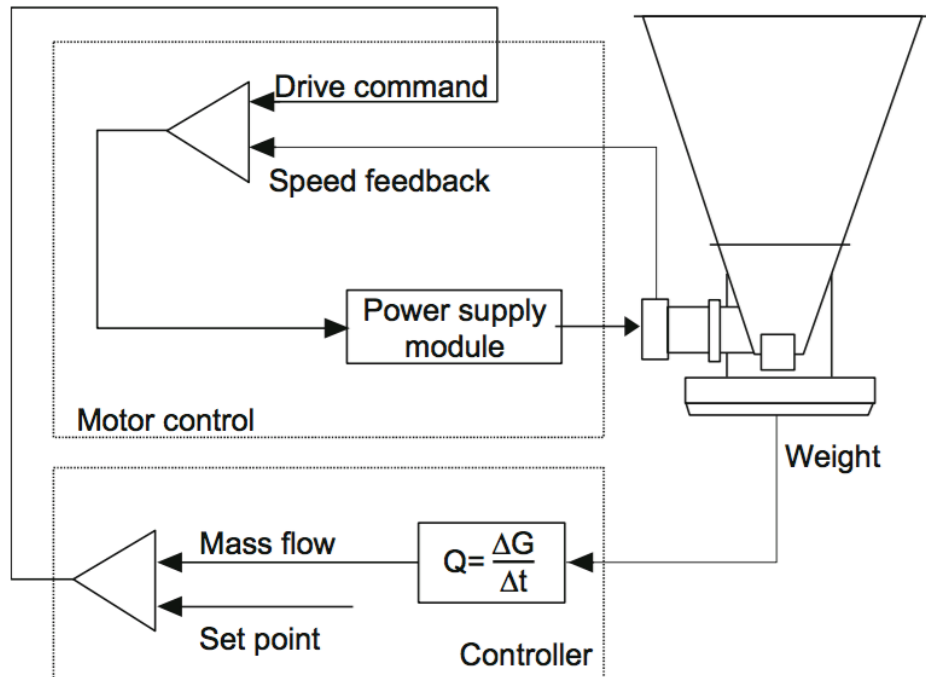 Drive command
Speed feedback
Power supply
module
Motor control
Weight
Mass flow
Q= ΔG
Δt
Set point
Controller